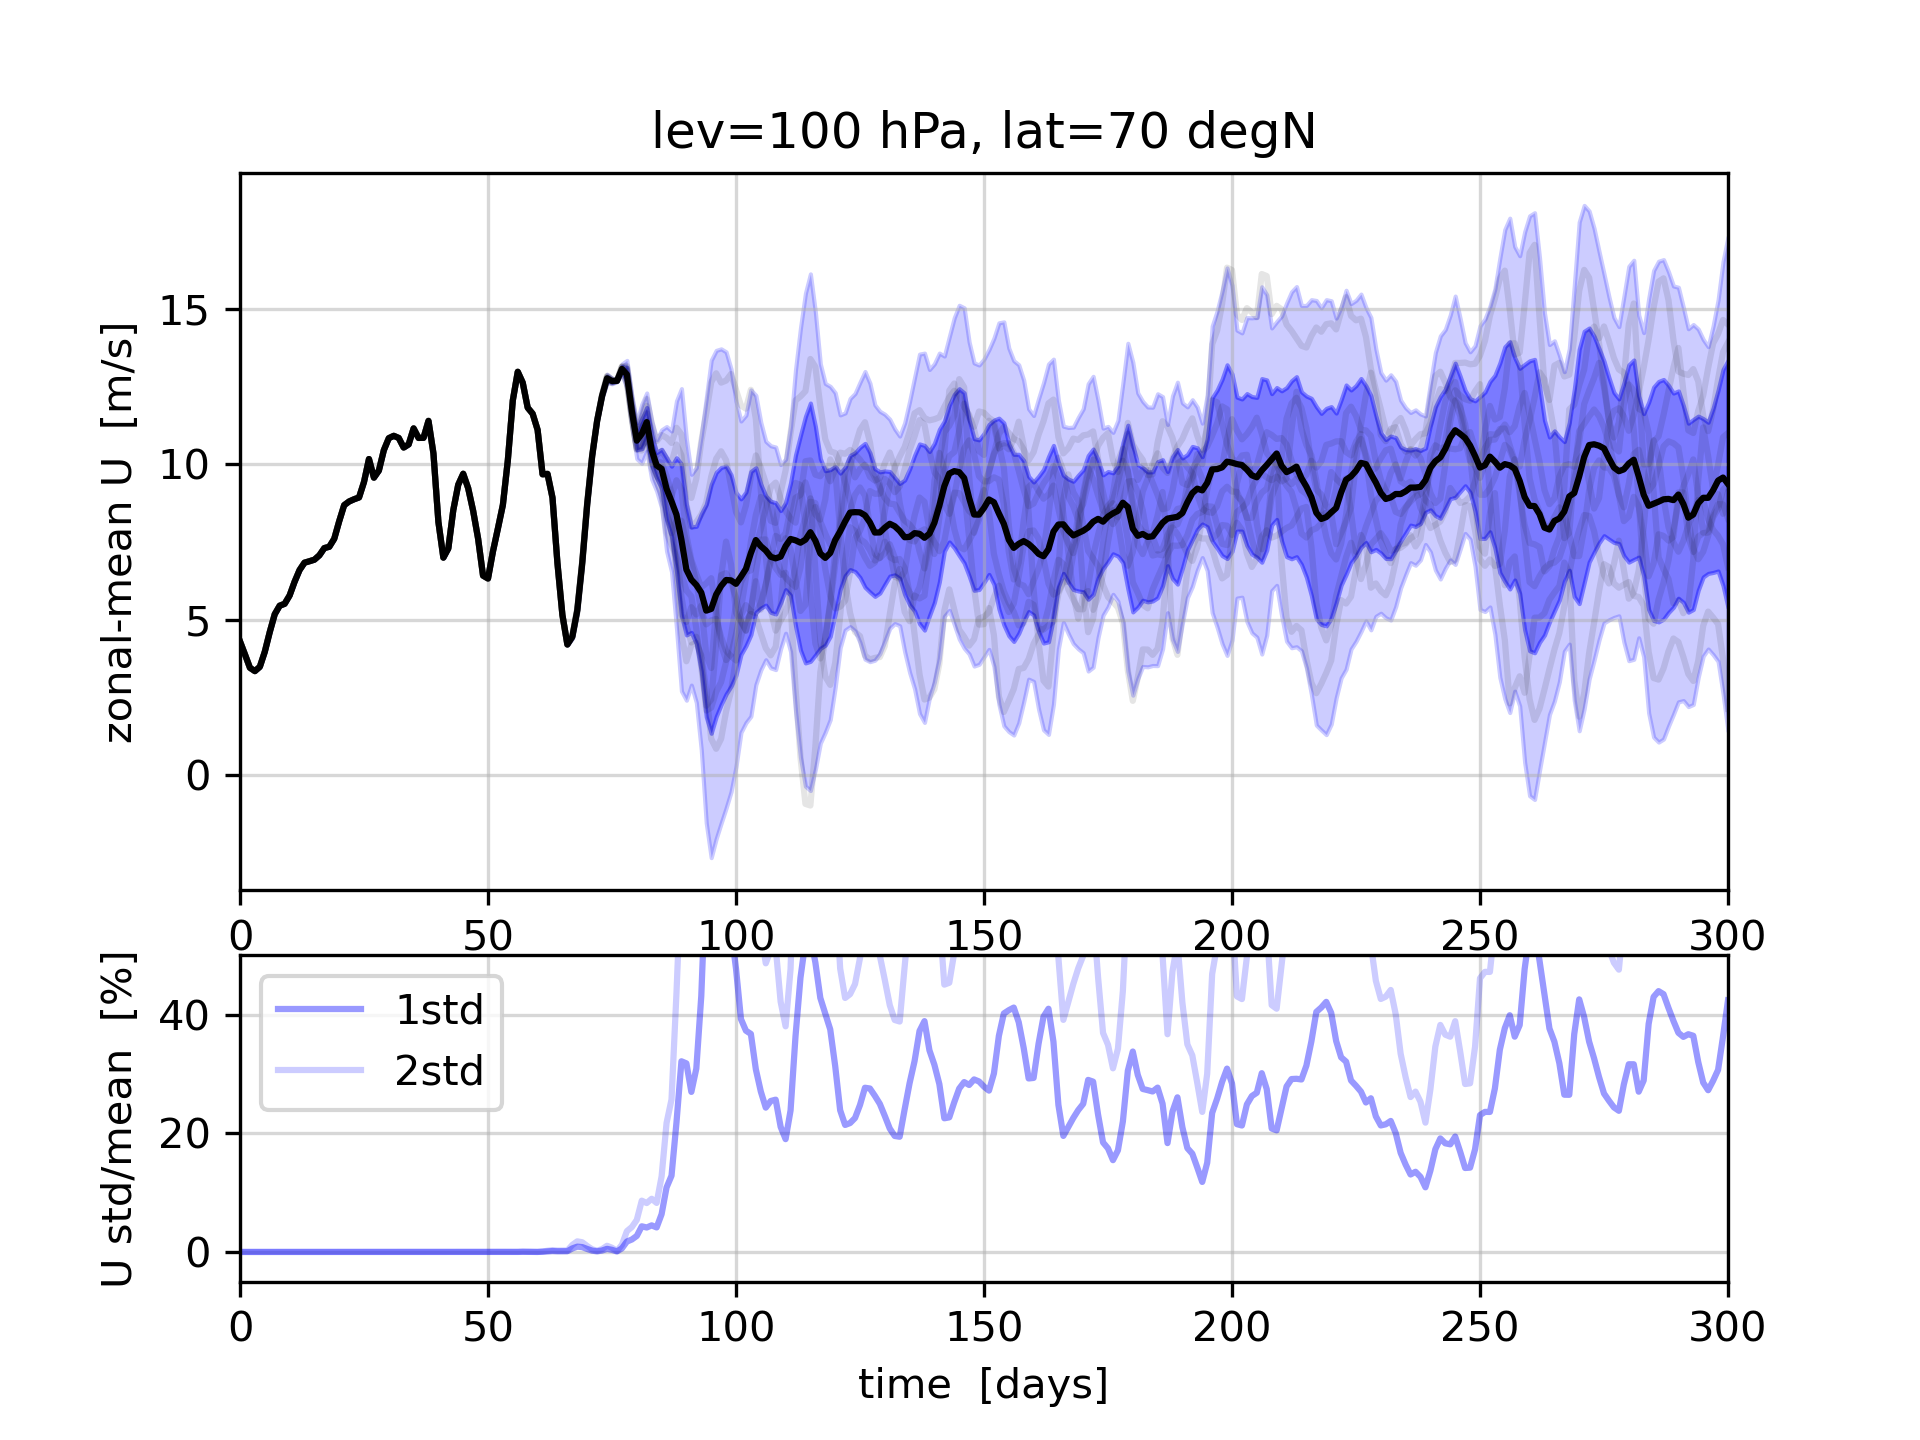 lev=100 hPa, lat=70 degN
zonal-mean U [m/s]
15
10
5
0
0 50 100 150 200 250 300
U std/mean [%]
40
20
0
1std
2std
0 50 100 150 200 250 300
time [days]